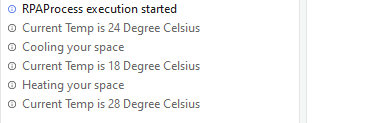 RPAProcess execution started
Current Temp is 24 Degree Celsius
Cooling your space
Current Temp is 18 Degree Celsius
Heating your space
Current Temp is 28 Degree Celsius